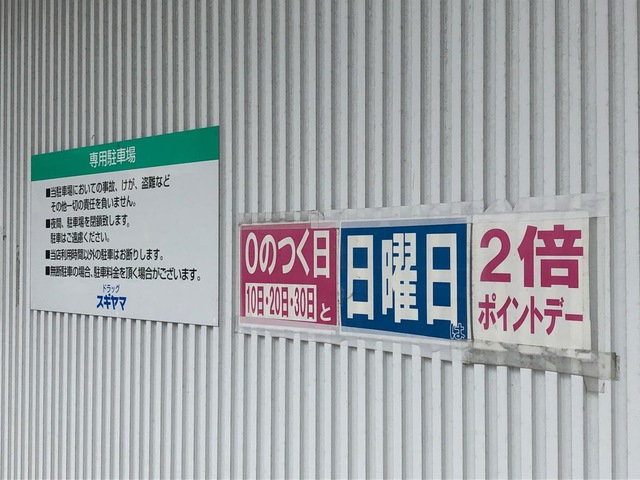 専用駐車場
■当駐車場においての事故、けが、盗難など
その他一切の責任を負いません。
■夜間、駐車場を閉鎖致します。
駐車はご遠慮ください。
■当店利用時間以外の駐車はお断りします。
■無断駐車の場合、駐車料金を頂く場合がございます。
ドラッグ
スギヤマ
0のつく日
10日・20日・30日と
日曜日は
2倍
ポイントデー